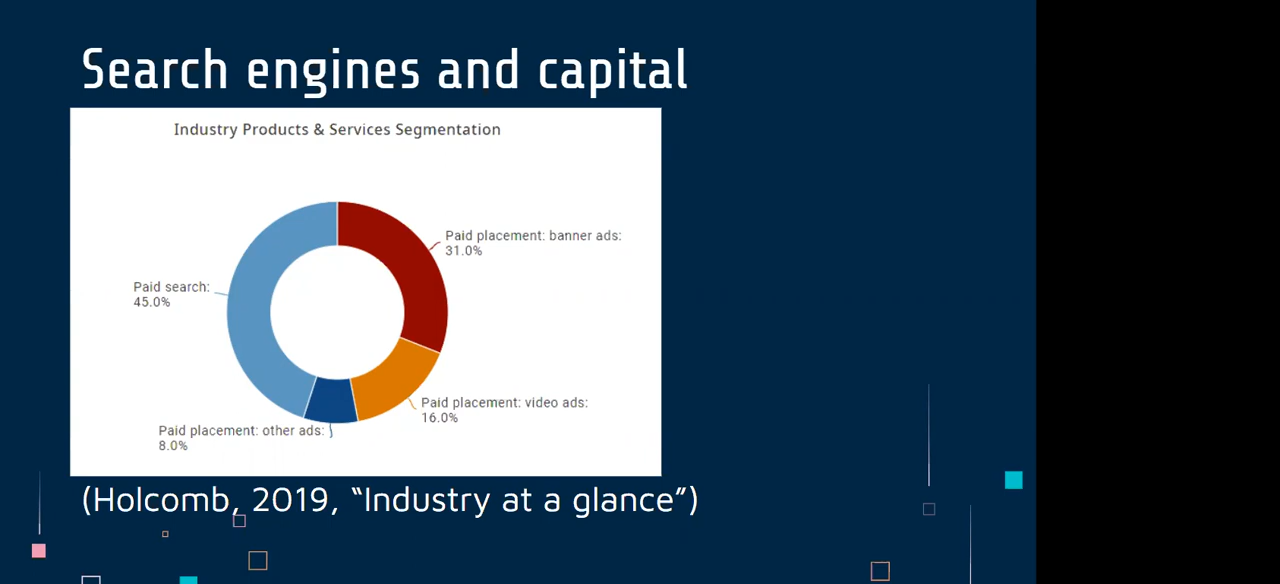 Search engines and capital
Industry Products & Services Segmentation
Paid placement: banner ads:
31.0%
Paid search:
45.0%
Paid placement: video ads:
16.0%
Paid placement: other ads:
8.0%
(Holcomb, 2019, “Industry at a glance”)